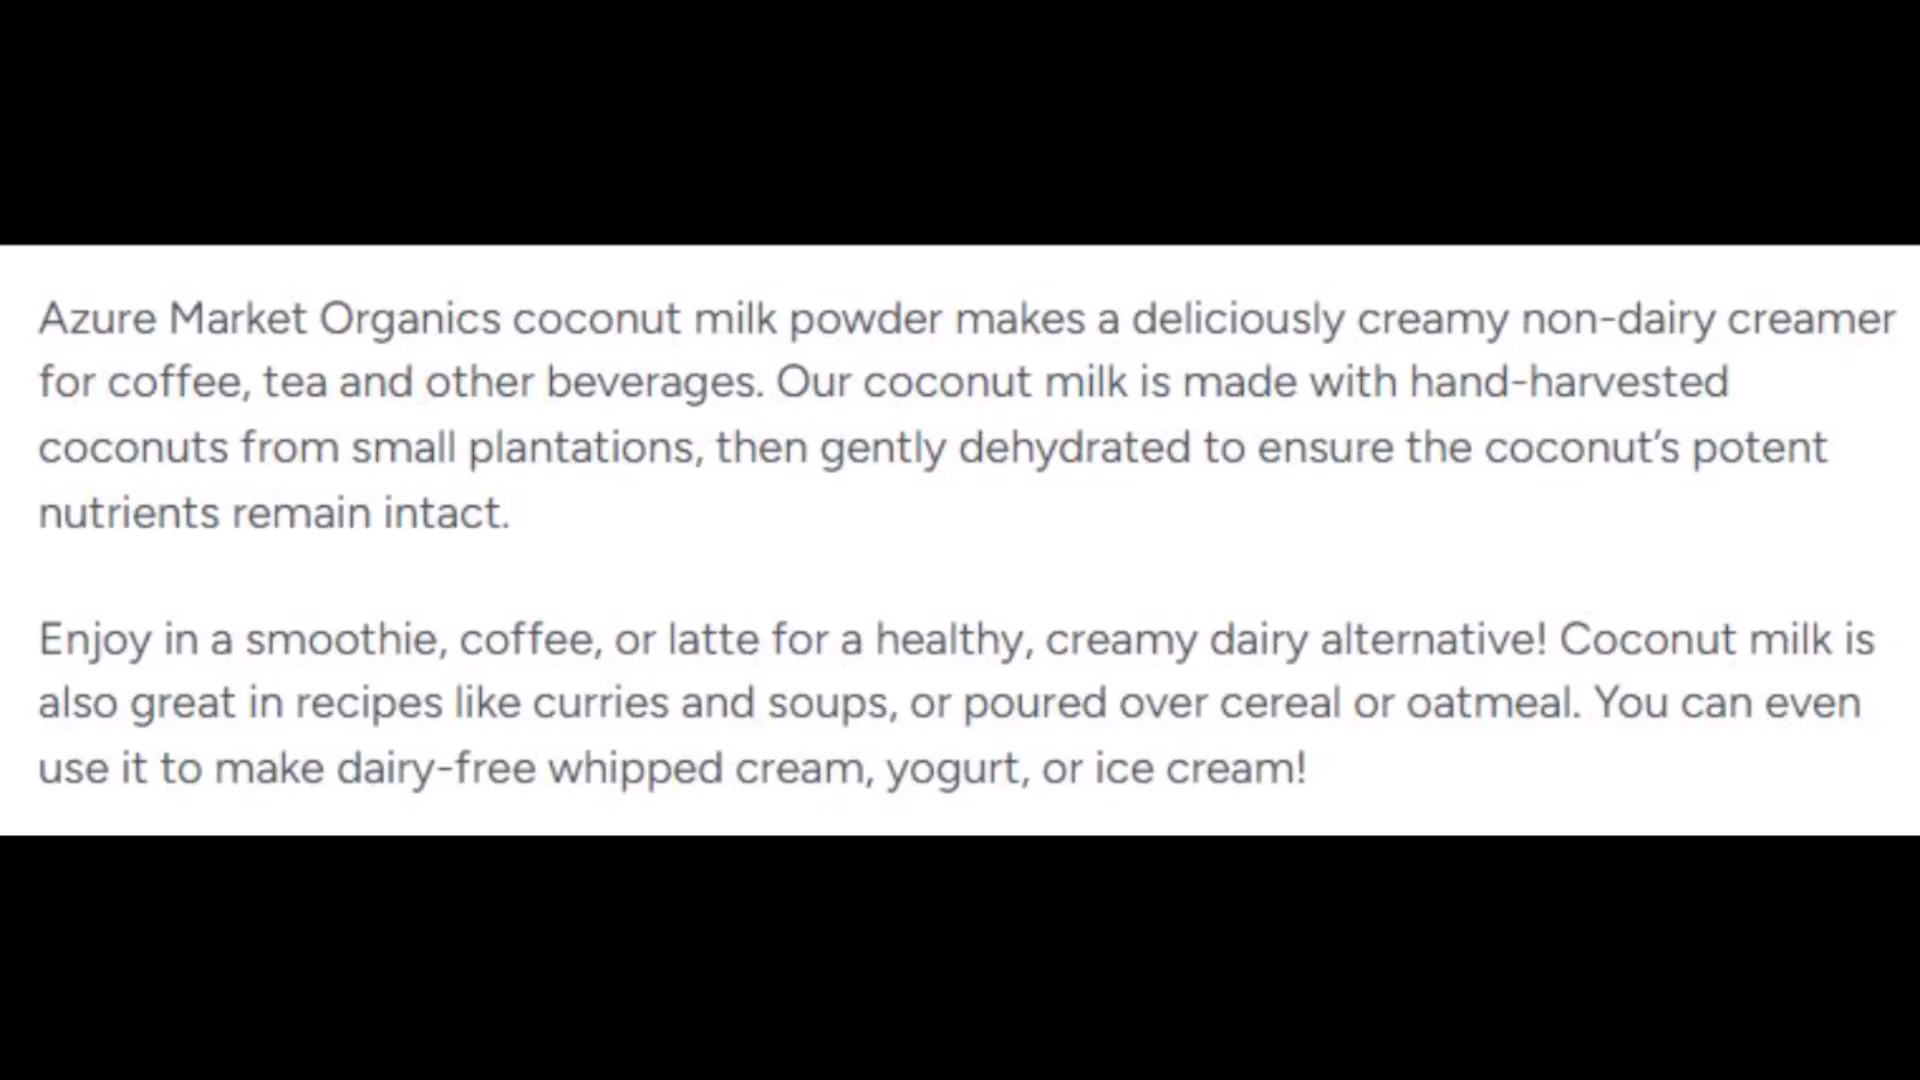 Azure Market Organics coconut milk powder makes a deliciously creamy non-dairy creamer
for coffee, tea and other beverages. Our coconut milk is made with hand-harvested
coconuts from small plantations, then gently dehydrated to ensure the coconut’s potent
nutrients remain intact.
Enjoy in a smoothie, coffee, or latte for a healthy, creamy dairy alternative! Coconut milk is
also great in recipes like curries and soups, or poured over cereal or oatmeal. You can even
use it to make dairy-free whipped cream, yogurt, or ice cream!